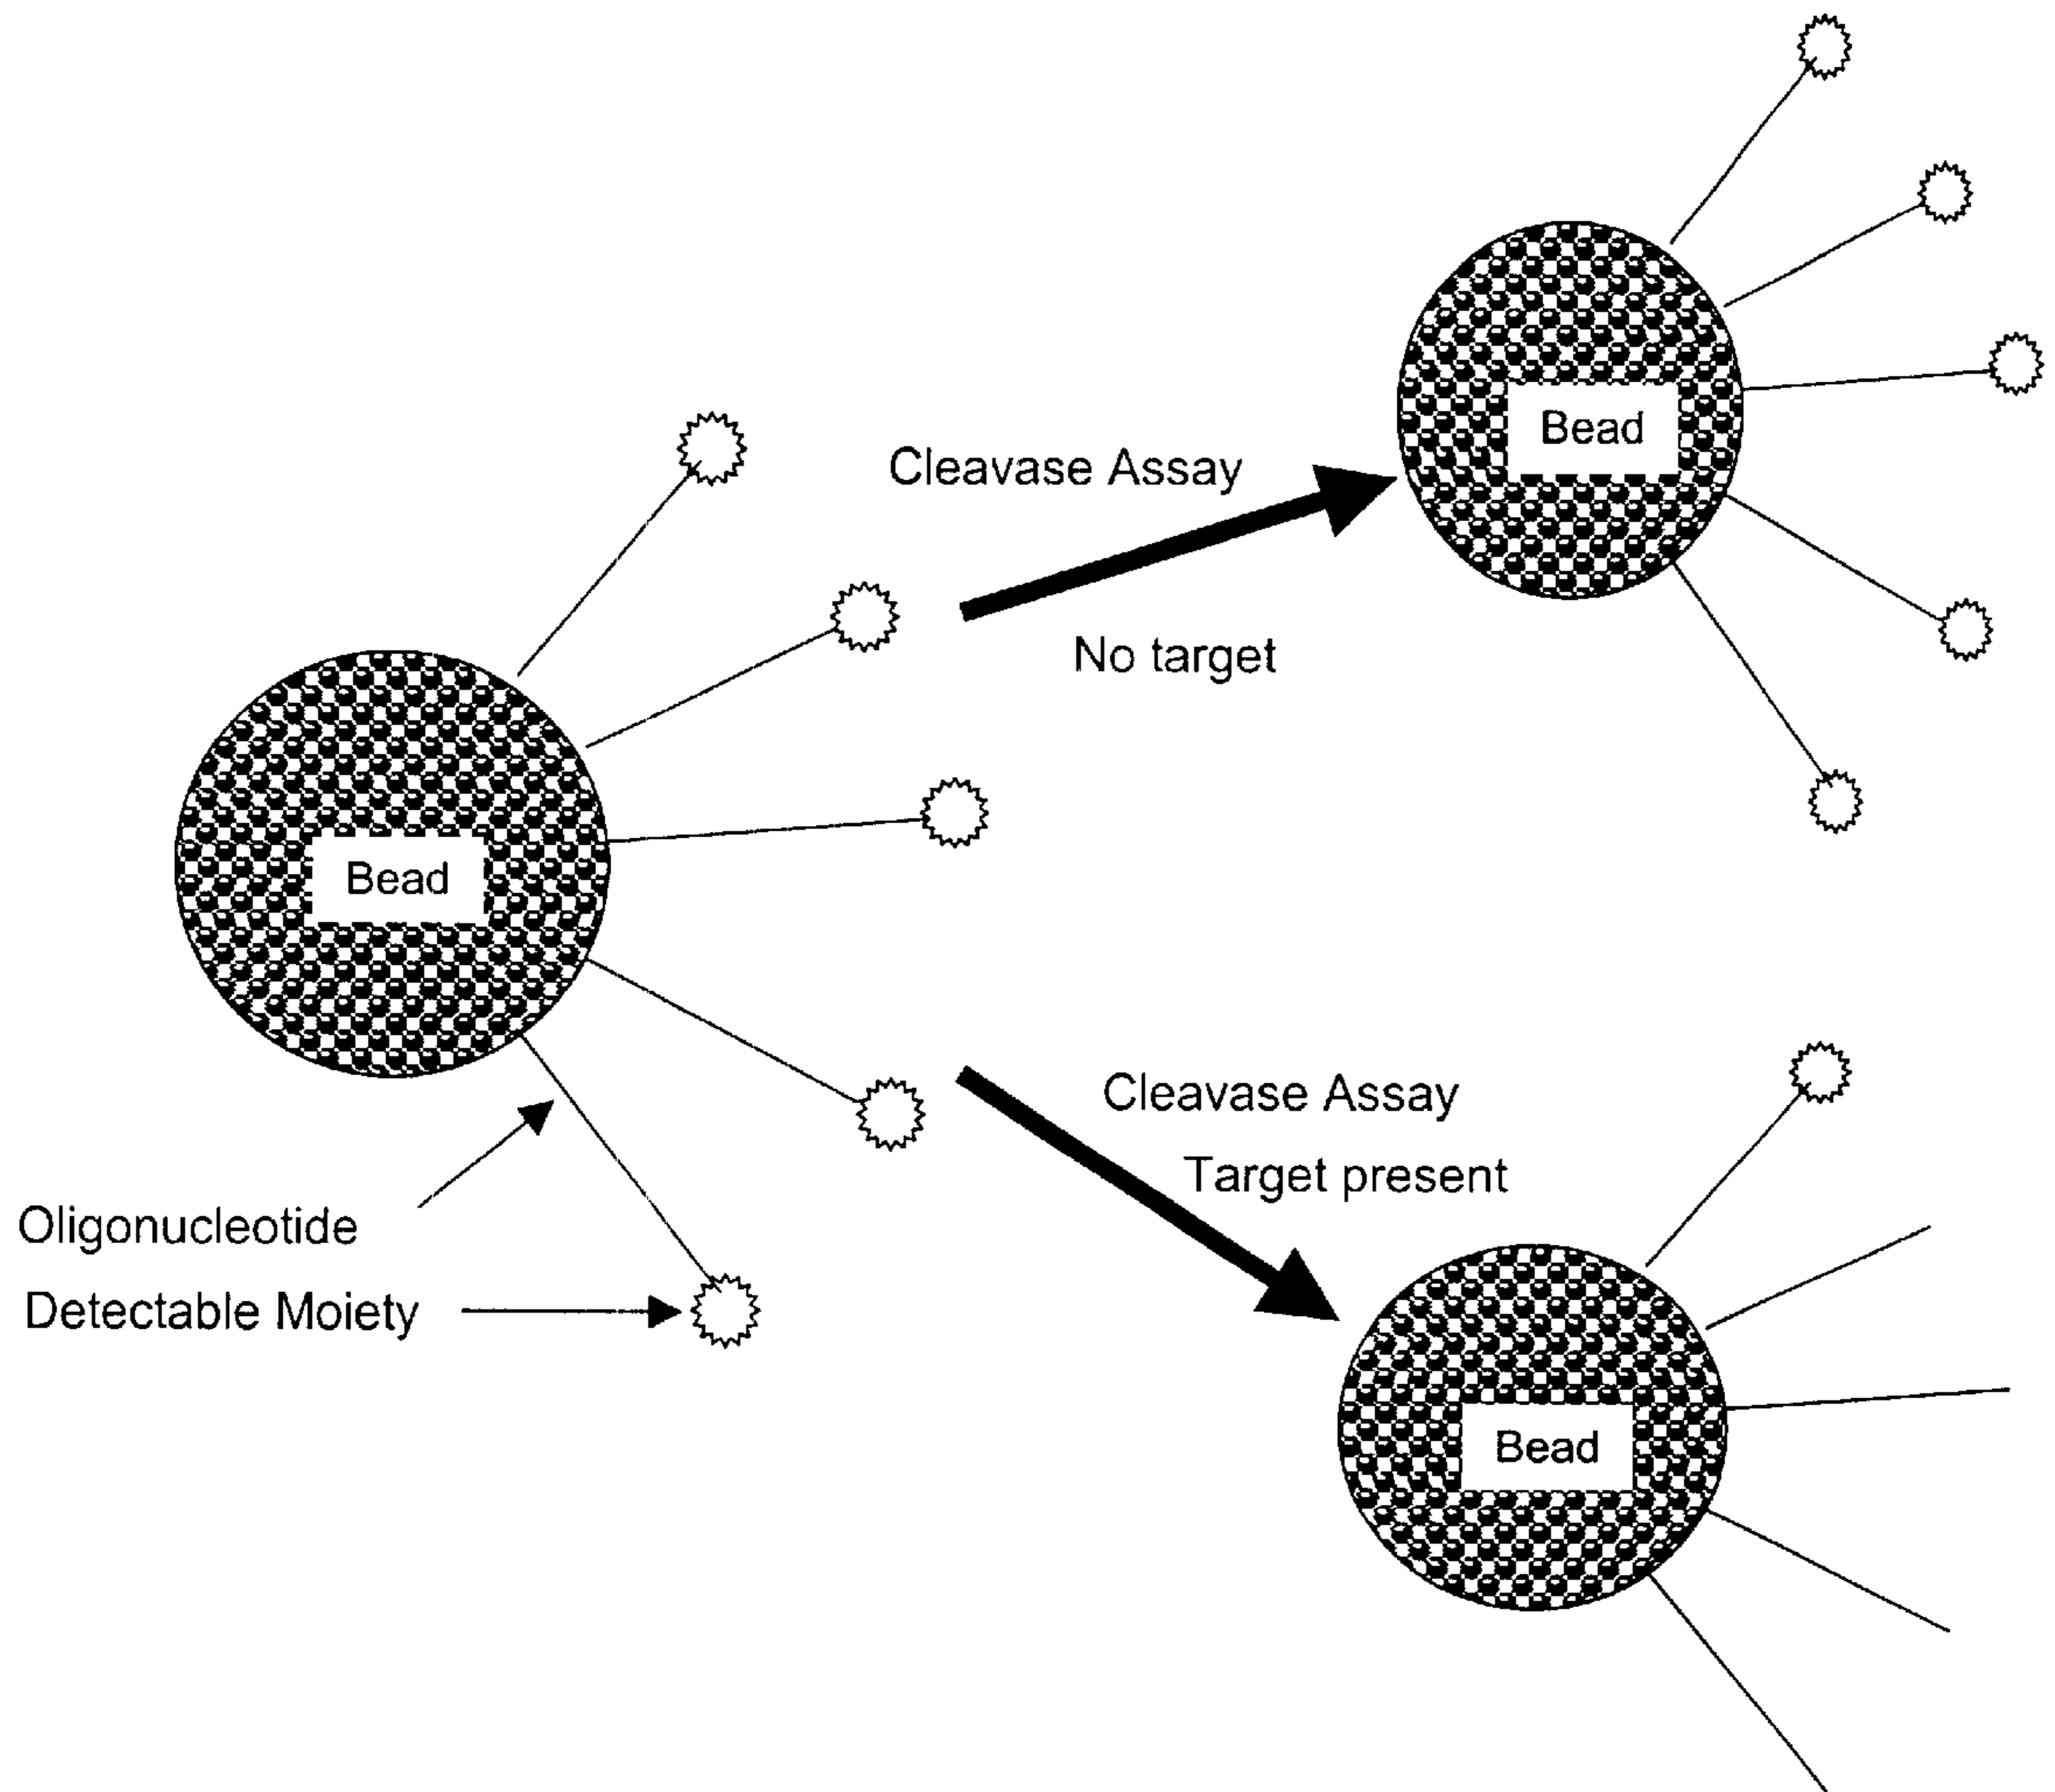 Bead
Cleavase Assay
No target
Bead
Cleavase Assay
Target present
Oligonucleotide
Detectable Moiety
Bead